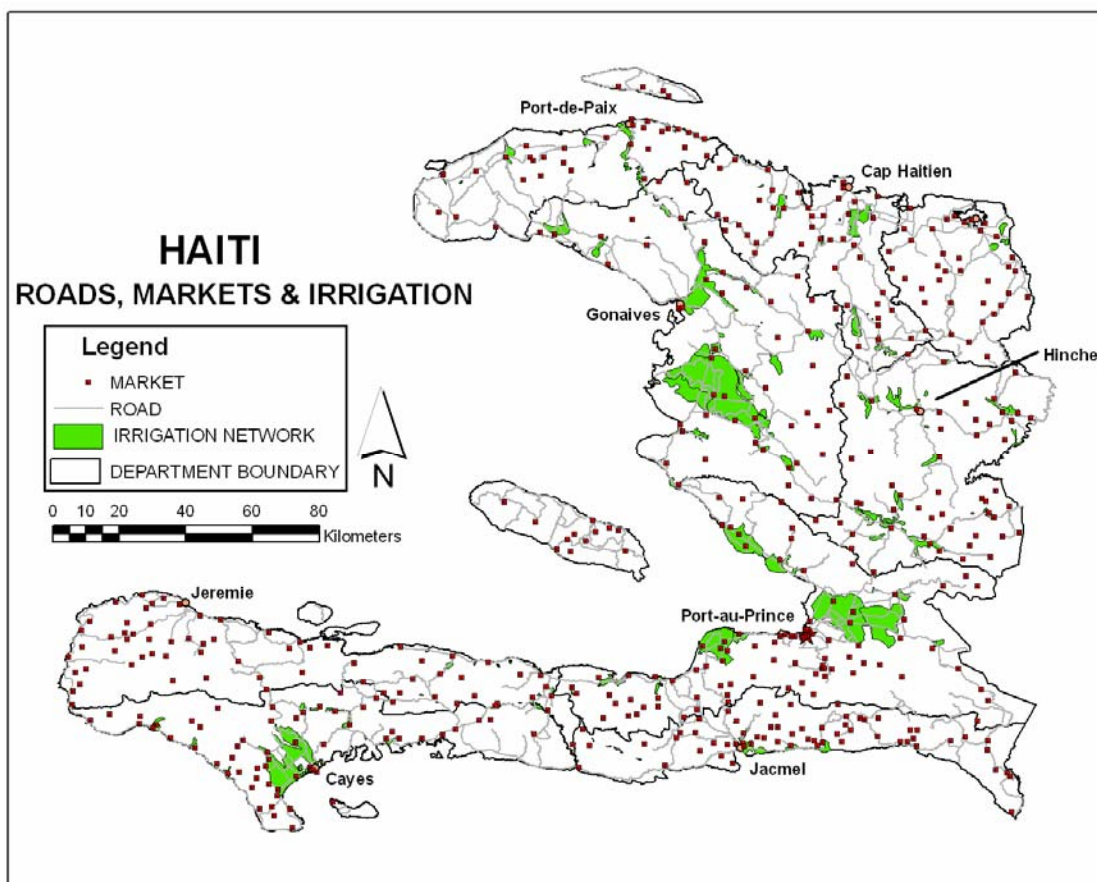 Port-de-Paix
Cap Haitien
HAITI
ROADS, MARKETS & IRRIGATION
Gonaives
Hinche
Legend
MARKET
ROAD
IRRIGATION NETWORK
DEPARTMENT BOUNDARY
N
0 10 20 40 60 80
Kilometers
Jeremie
Port-au-Prince
Cayes
Jacmel